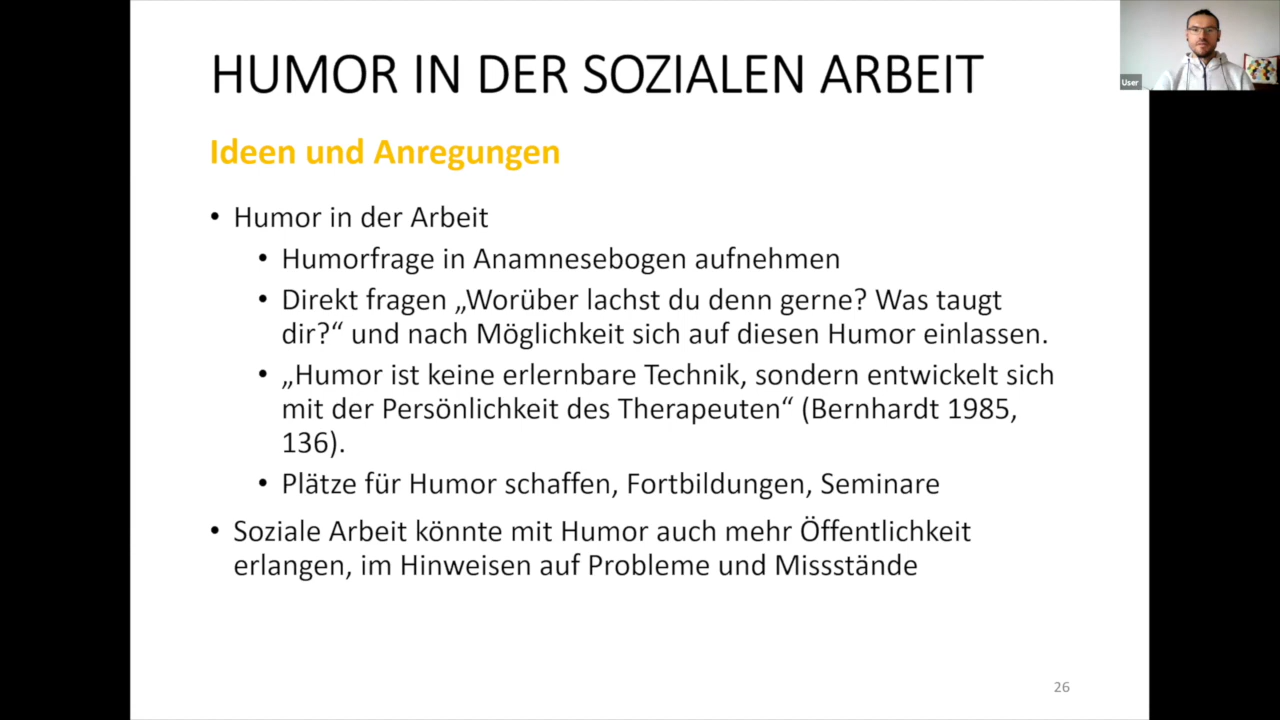 HUMOR IN DER SOZIALEN ARBEIT
User
Ideen und Anregungen
• Humor in der Arbeit
• Humorfrage in Anamnesebogen aufnehmen
• Direkt fragen „Worüber lachst du denn gerne? Was taugt
dir?“ und nach Möglichkeit sich auf diesen Humor einlassen.
• „Humor ist keine erlernbare Technik, sondern entwickelt sich
mit der Persönlichkeit des Therapeuten“ (Bernhardt 1985,
136).
• Plätze für Humor schaffen, Fortbildungen, Seminare
• Soziale Arbeit könnte mit Humor auch mehr Öffentlichkeit
erlangen, im Hinweisen auf Probleme und Missstände
26